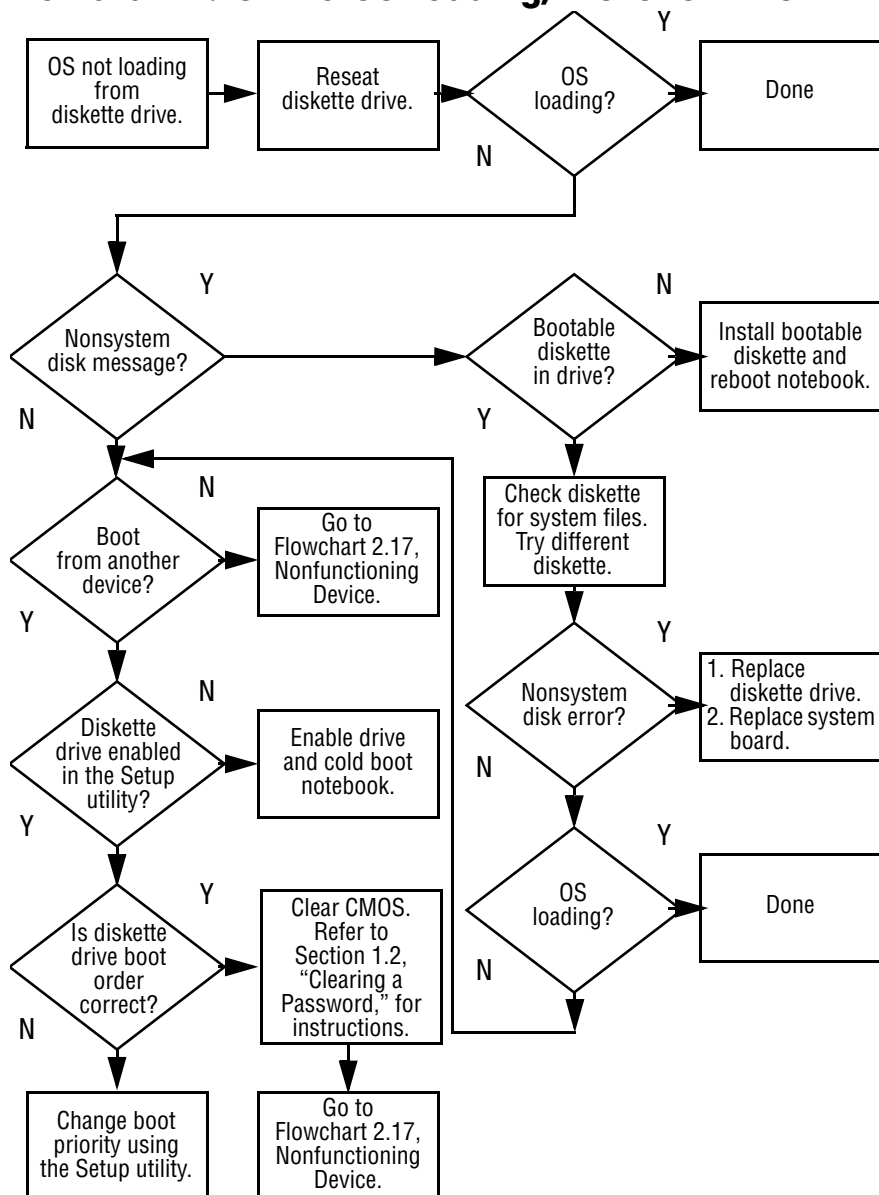 Loading,
OS not loading
from
diskette drive.
Reseat
diskette drive.
OS
loading?
Y
N
Done
Nonsystem
disk message?
Y
N
Bootable
diskette
in drive?
N
Y
Install bootable
diskette and
reboot notebook.
Boot
from another
device?
N
Y
Go to
Flowchart 2.17,
Nonfunctioning
Device.
Check diskette
for system files.
Try different
diskette.
Diskette
drive enabled
in the Setup
utility?
N
Y
Enable drive
and cold boot
notebook.
Nonsystem
disk error?
Y
N
1. Replace
diskette drive.
2. Replace system
board.
Is diskette
drive boot
order
correct?
Y
N
Clear CMOS.
Refer to
Section 1.2,
“Clearing a
Password,” for
instructions.
OS
loading?
Y
N
Done
Change boot
priority using
the Setup utility.
Go to
Flowchart 2.17,
Nonfunctioning
Device.